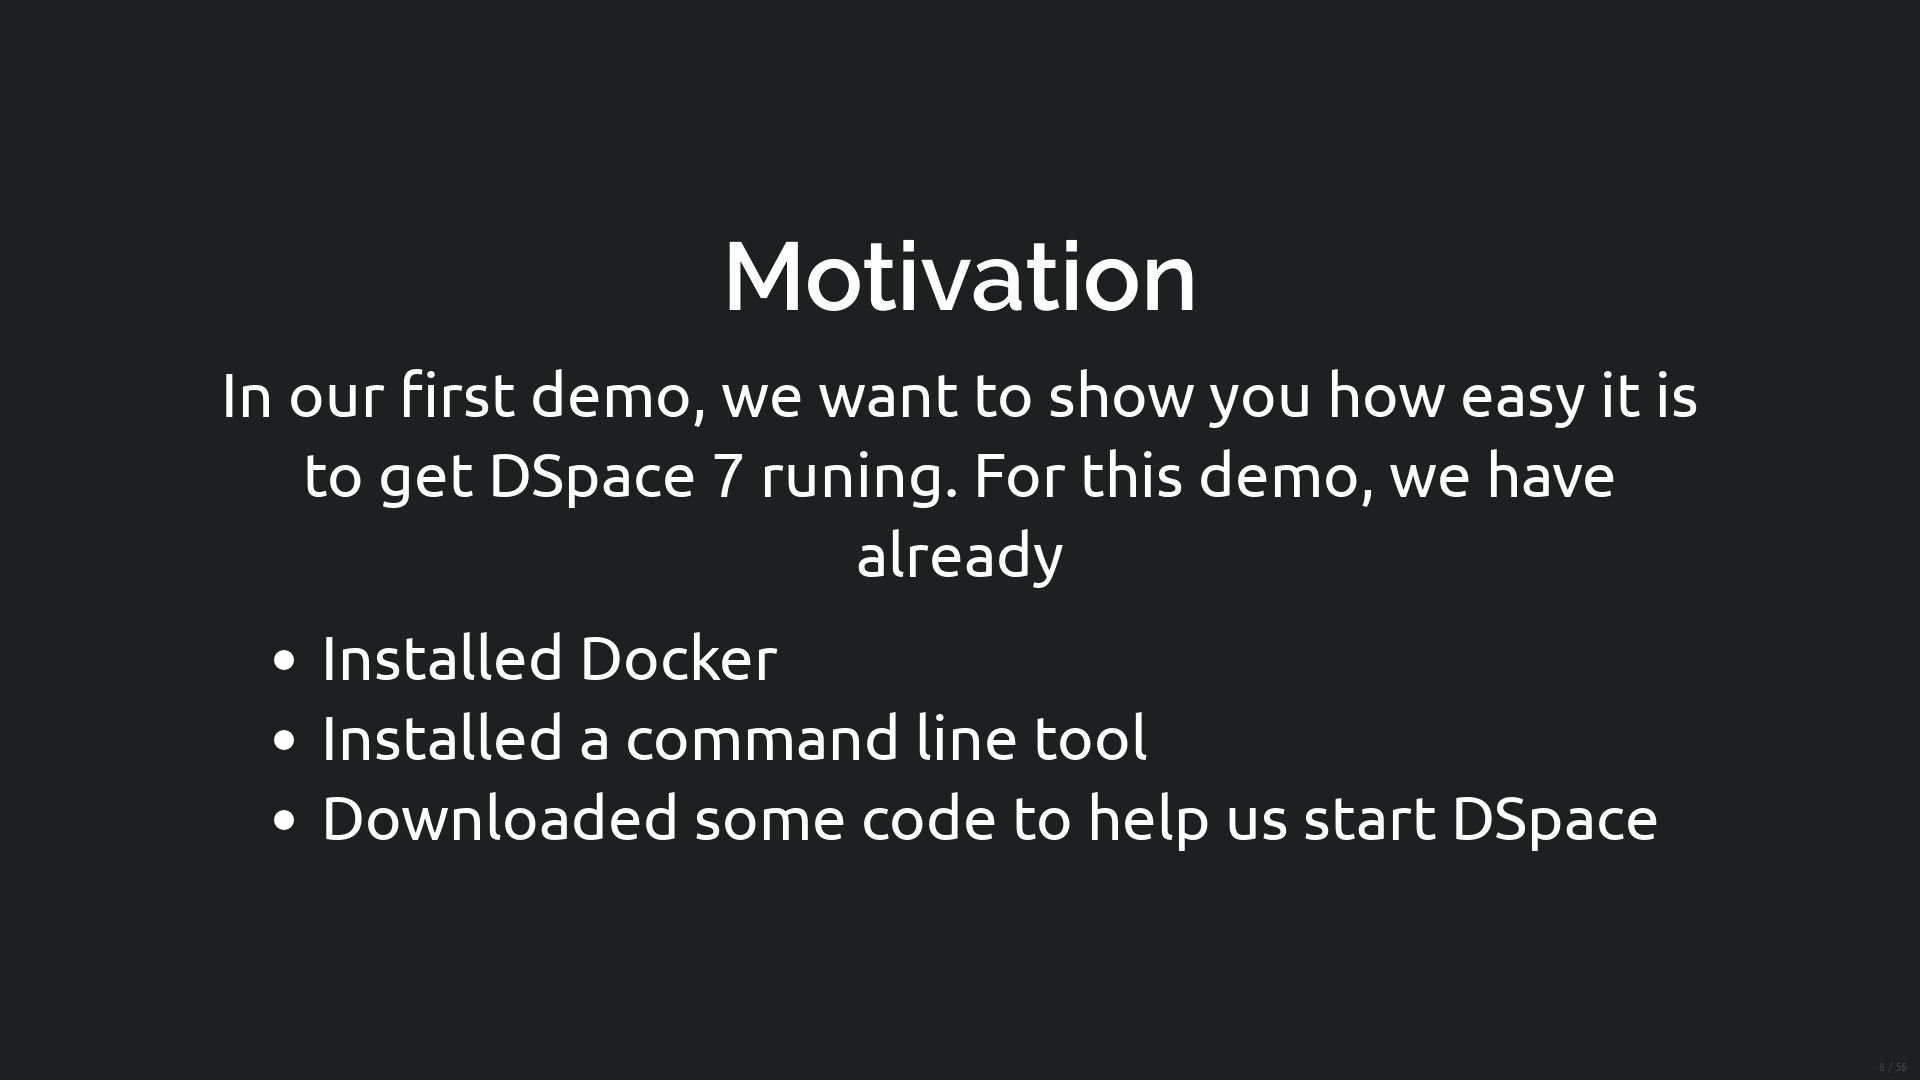 Motivation
In our first demo, we want to show you how easy it is
to get DSpace 7 runing. For this demo, we have
already
• Installed Docker
• Installed a command line tool
• Downloaded some code to help us start DSpace
8 / 56